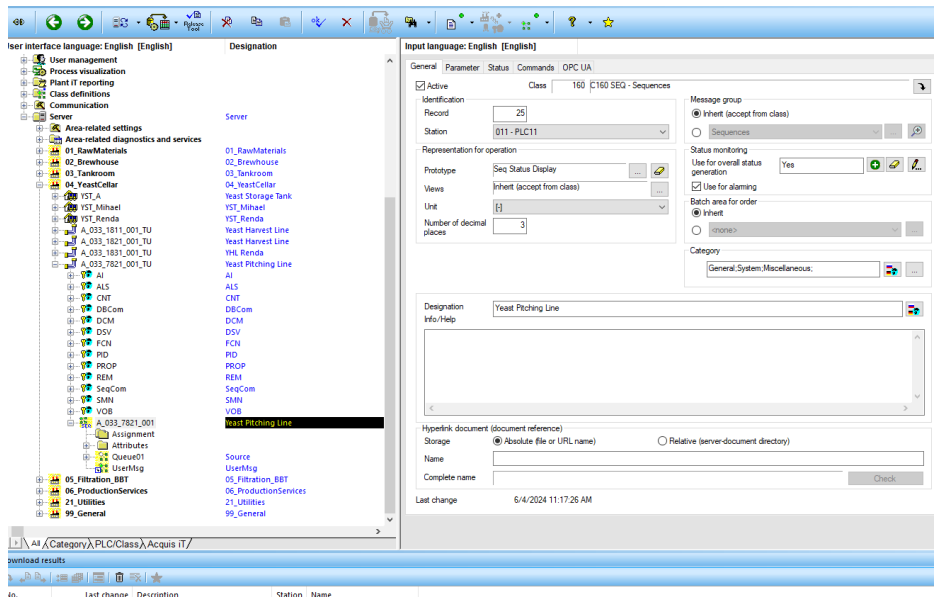 Release
Tool
User interface language: English [English] Designation
User management
Process visualization
Plant iT reporting
Class definitions
Communication
Server Server
Area-related settings
Area-related diagnostics and services
01_RawMaterials 01_RawMaterials
02_Brewhouse 02_Brewhouse
03_Tankroom 03_Tankroom
04_YeastCellar 04_YeastCellar
YST_A Yeast Storage Tank
YST_Mihael YST_Mihael
YST_Renda YST_Renda
A_033_1811_001_TU Yeast Harvest Line
A_033_1821_001_TU Yeast Harvest Line
A_033_1831_001_TU YHL Renda
A_033_7821_001_TU Yeast Pitching Line
AI AI
ALS ALS
CNT CNT
DBCom DBCom
DCM DCM
DSV DSV
FCN FCN
PID PID
PROP PROP
REM REM
SeqCom SeqCom
SMN SMN
VOB VOB
A_033_7821_001 Yeast Pitching Line
Assignment
Attributes
Queue01 Source
UserMsg UserMsg
05_Filtration_BBT 05_Filtration_BBT
06_ProductionServices 06_ProductionServices
21_Utilities 21_Utilities
99_General 99_General
All Category PLC/Class Acquis iT
Input language: English [English]
General Parameter Status Commands OPC UA
Active Class 160 C160 SEQ - Sequences
Identification
Record 25
Station 011 - PLC11
Message group
Inherit (accept from class)
Sequences ...
Representation for operation
Prototype Seq Status Display ...
Views Inherit (accept from class) ...
Unit [-]
Number of decimal
places 3
Status monitoring
Use for overall status
generation Yes
Use for alarming
Batch area for order
Inherit
<none> ...
Category
General;System;Miscellaneous; ...
Designation Yeast Pitching Line
Info/Help
Hyperlink document (document reference)
Storage Absolute (file or URL name) Relative (server-document directory)
Name
Complete name Check
Last change 6/4/2024 11:17:26 AM
ownload results
No. Last change Description Station Name